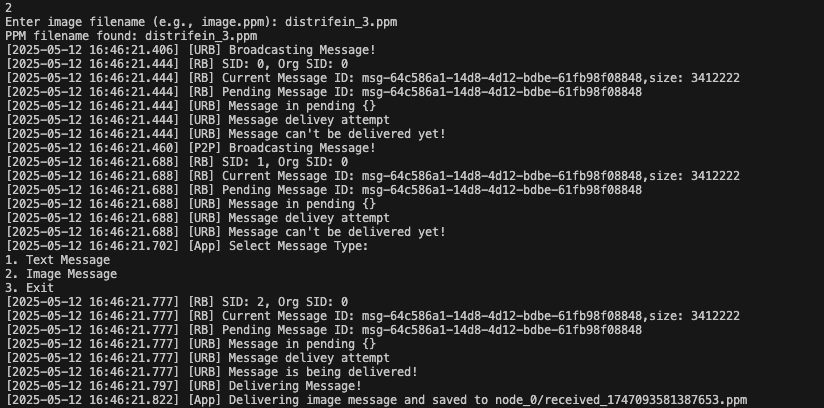 2
Enter image filename (e.g., image.ppm): distrifein_3.ppm
PPM filename found: distrifein_3.ppm
[2025-05-12 16:46:21.406] [URB] Broadcasting Message!
[2025-05-12 16:46:21.444] [RB] SID: 0, Org SID: 0
[2025-05-12 16:46:21.444] [RB] Current Message ID: msg-64c586a1-14d8-4d12-bdbe-61fb98f08848,size: 3412222
[2025-05-12 16:46:21.444] [RB] Pending Message ID: msg-64c586a1-14d8-4d12-bdbe-61fb98f08848
[2025-05-12 16:46:21.444] [URB] Message in pending {}
[2025-05-12 16:46:21.444] [URB] Message delivey attempt
[2025-05-12 16:46:21.444] [URB] Message can't be delivered yet!
[2025-05-12 16:46:21.460] [P2P] Broadcasting Message!
[2025-05-12 16:46:21.688] [RB] SID: 1, Org SID: 0
[2025-05-12 16:46:21.688] [RB] Current Message ID: msg-64c586a1-14d8-4d12-bdbe-61fb98f08848,size: 3412222
[2025-05-12 16:46:21.688] [RB] Pending Message ID: msg-64c586a1-14d8-4d12-bdbe-61fb98f08848
[2025-05-12 16:46:21.688] [URB] Message in pending {}
[2025-05-12 16:46:21.688] [URB] Message delivey attempt
[2025-05-12 16:46:21.688] [URB] Message can't be delivered yet!
[2025-05-12 16:46:21.702] [App] Select Message Type:
1. Text Message
2. Image Message
3. Exit
[2025-05-12 16:46:21.777] [RB] SID: 2, Org SID: 0
[2025-05-12 16:46:21.777] [RB] Current Message ID: msg-64c586a1-14d8-4d12-bdbe-61fb98f08848,size: 3412222
[2025-05-12 16:46:21.777] [RB] Pending Message ID: msg-64c586a1-14d8-4d12-bdbe-61fb98f08848
[2025-05-12 16:46:21.777] [URB] Message in pending {}
[2025-05-12 16:46:21.777] [URB] Message delivey attempt
[2025-05-12 16:46:21.777] [URB] Message is being delivered!
[2025-05-12 16:46:21.797] [URB] Delivering Message!
[2025-05-12 16:46:21.822] [App] Delivering image message and saved to node_0/received_1747093581387653.ppm